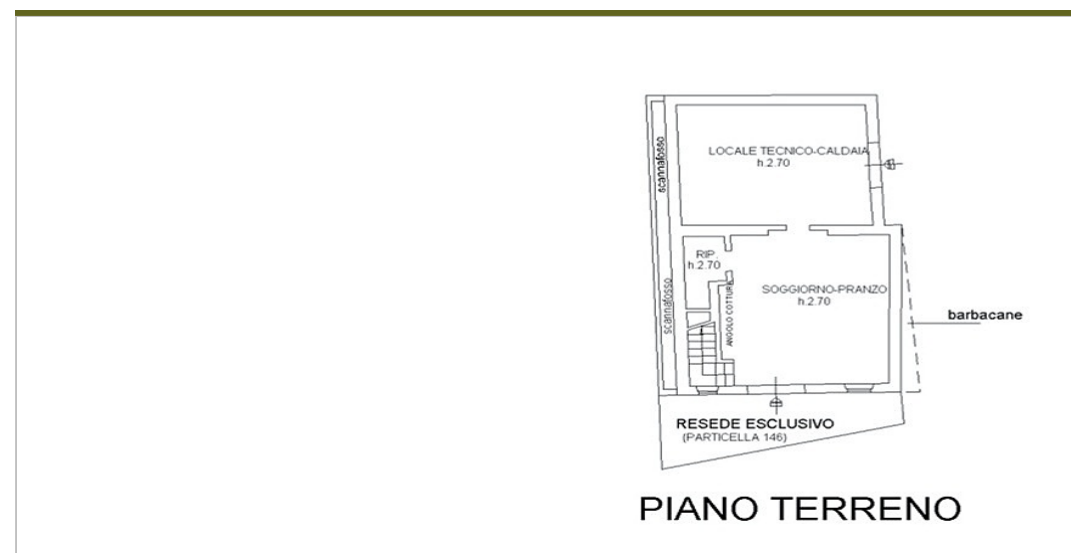 scannafosso
LOCALE TECNICO-CALDAIA
h.2.70
RIP.
h.2.70
scannafosso
ANGOLO COTTURA
SOGGIORNO-PRANZO
h.2.70
barbacane
RESEDE ESCLUSIVO
(PARTICELLA 146)
PIANO TERRENO